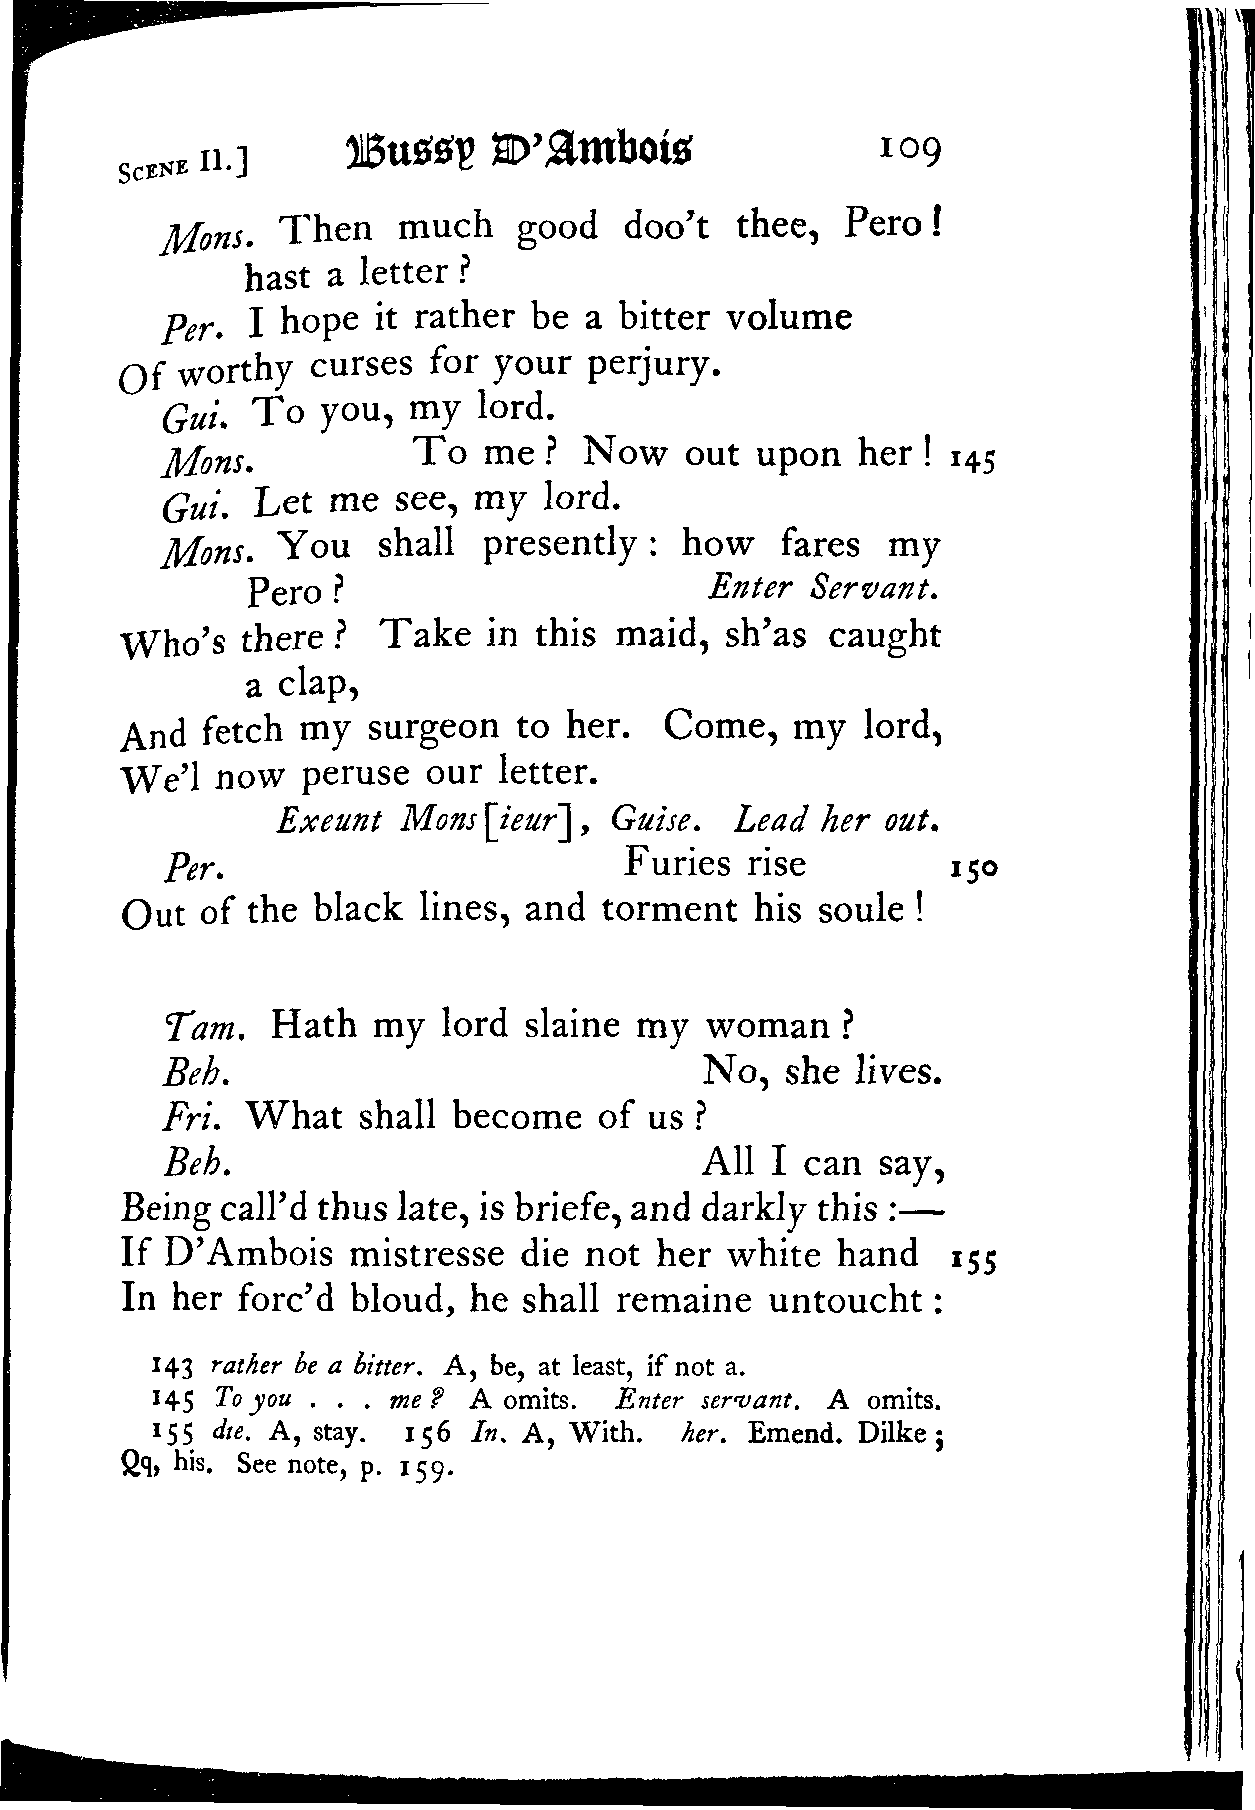 SCENE II.] Bussy D'Ambois 109
Mons. Then much good doo't thee, Pero!
hast a letter?
Per. I hope it rather be a bitter volume
Of worthy curses for your perjury.
Gui. To you, my lord.
Mons. To me? Now out upon her! 145
Gui. Let me see, my lord.
Mons. You shall presently: how fares my
Pero? Enter Servant.
Who's there? Take in this maid, sh'as caught
a clap,
And fetch my surgeon to her. Come, my lord,
We'l now peruse our letter.
Exeunt Mons[ieur], Guise. Lead her out.
Per. Furies rise 150
Out of the black lines, and torment his soule!
Tam. Hath my lord slaine my woman?
Beh. No, she lives.
Fri. What shall become of us?
Beh. All I can say,
Being call'd thus late, is briefe, and darkly this:—
If D'Ambois mistresse die not her white hand 155
In her forc'd bloud, he shall remaine untoucht:
143 rather be a bitter. A, be, at least, if not a.
145 To you . . . me? A omits. Enter servant. A omits.
155 die. A, stay. 156 In. A, With. her. Emend. Dilke;
Qq, his. See note, p. 159.